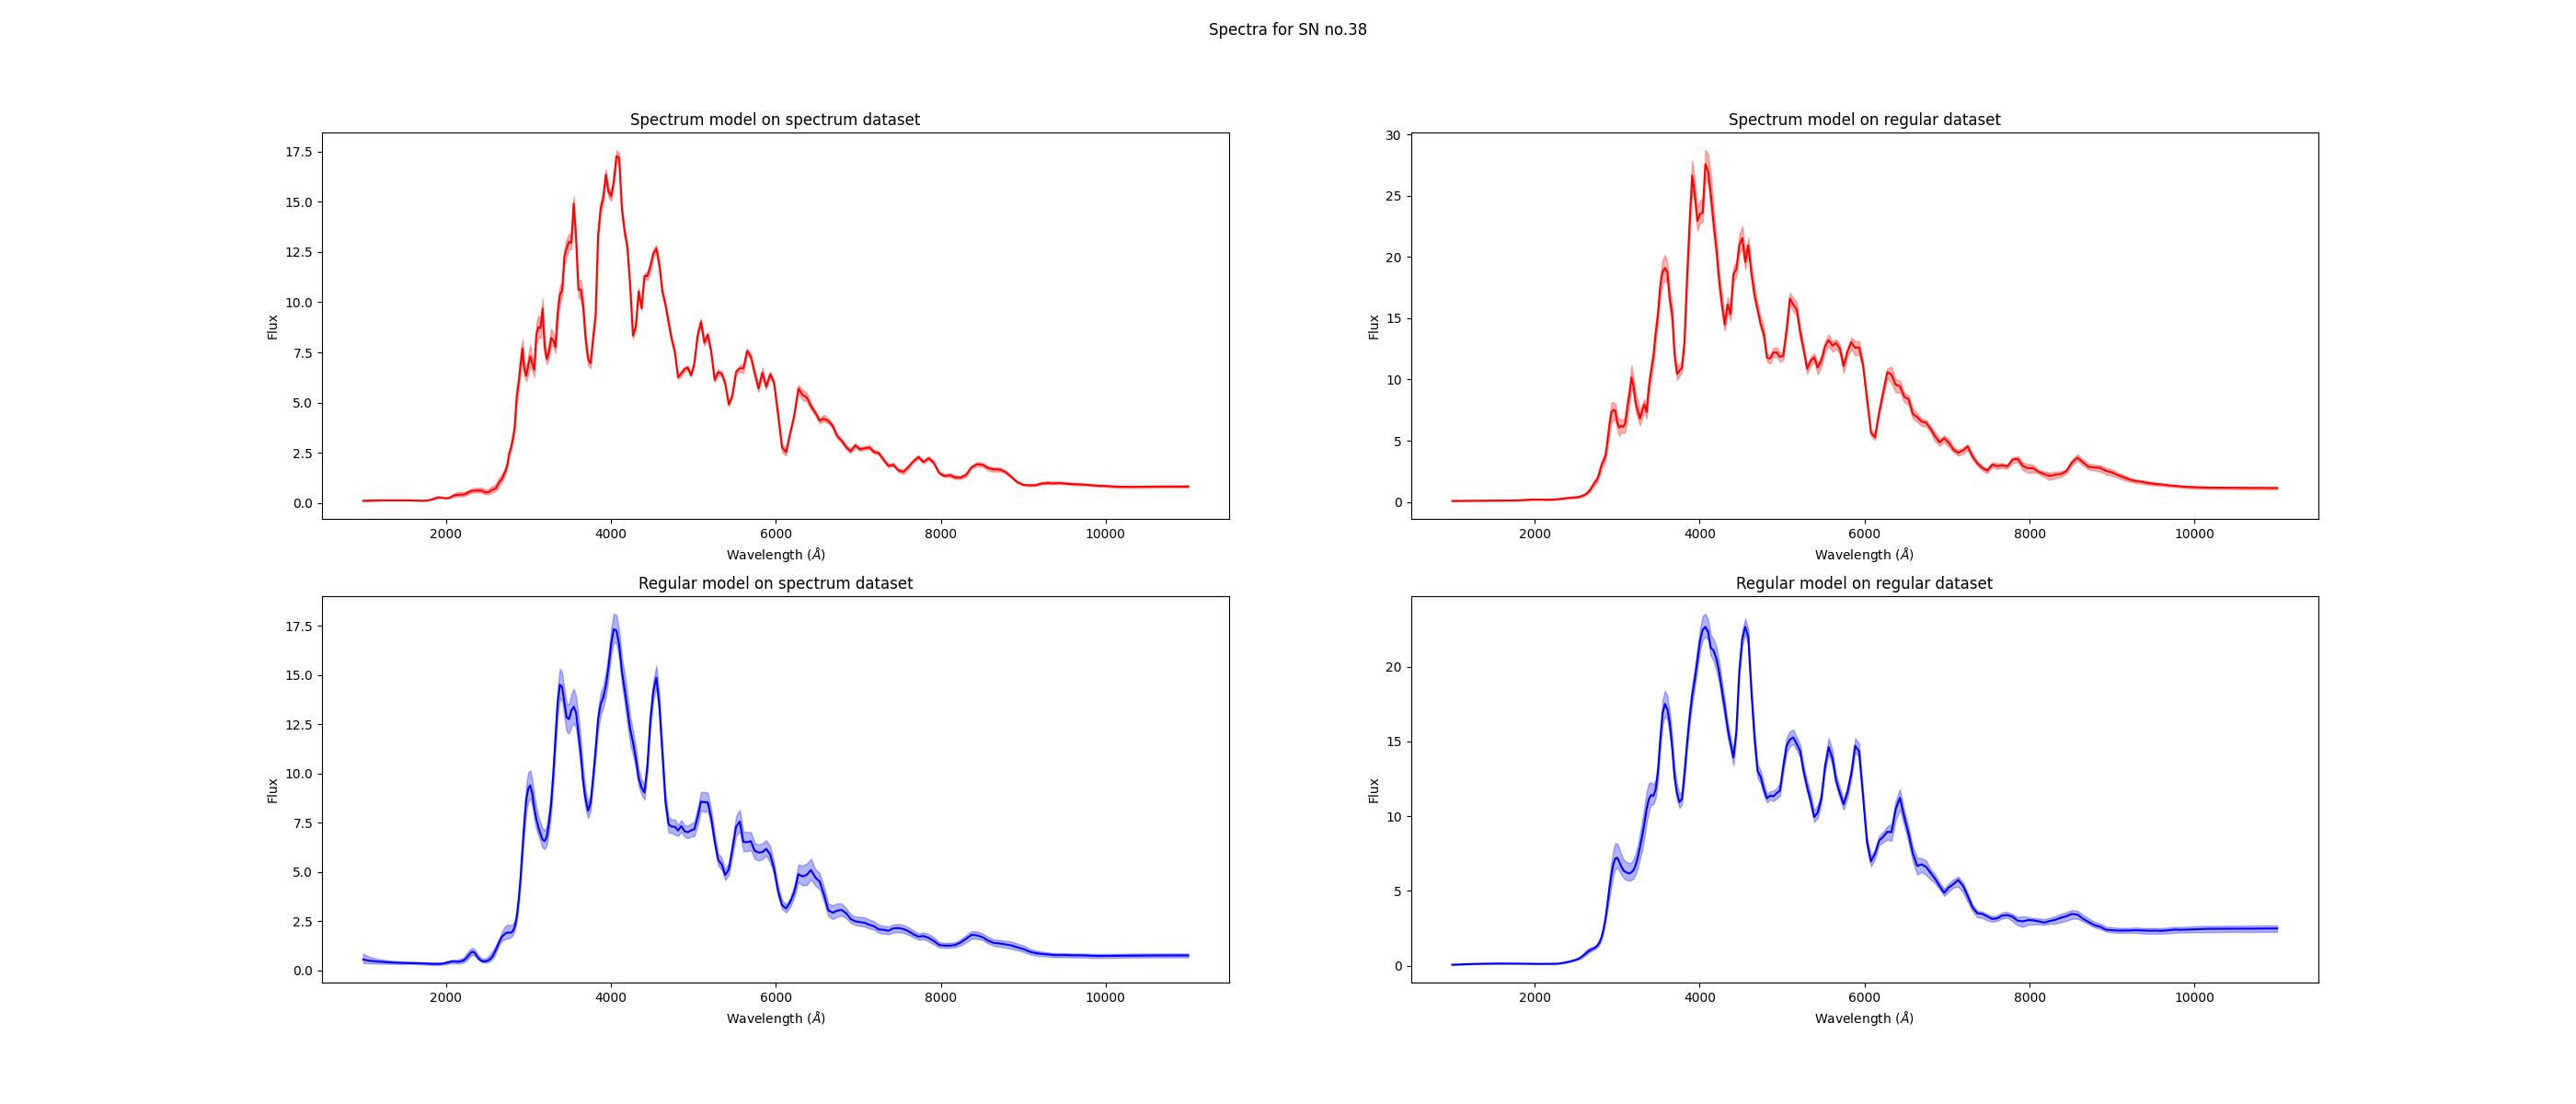 Spectra for SN no.38
Spectrum model on spectrum dataset
17.5
15.0
12.5
10.0
7.5
5.0
2.5
0.0
Flux
2000 4000 6000 8000 10000
Wavelength (Å)
Spectrum model on regular dataset
30
25
20
15
10
5
0
Flux
2000 4000 6000 8000 10000
Wavelength (Å)
Regular model on spectrum dataset
17.5
15.0
12.5
10.0
7.5
5.0
2.5
0.0
Flux
2000 4000 6000 8000 10000
Wavelength (Å)
Regular model on regular dataset
20
15
10
5
0
Flux
2000 4000 6000 8000 10000
Wavelength (Å)